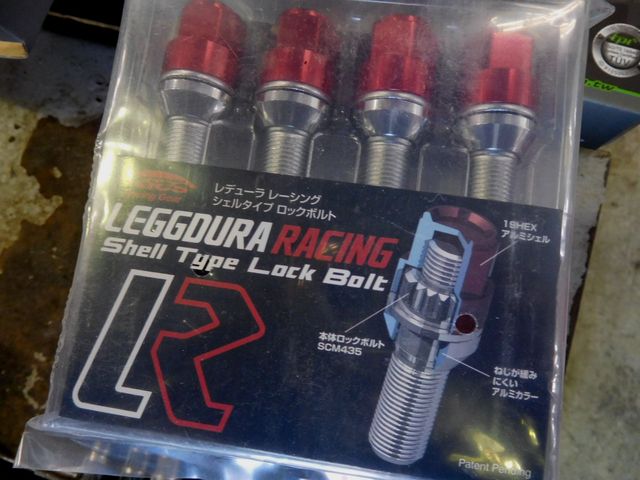 レデューラ レーシング
シェルタイプ ロックボルト
LEGGDURA RACING
Shell Type Lock Bolt
19HEX
アルミシェル
本体ロックボルト
SCM435
ねじが緩み
にくい
アルミカラー
LR
Patent Pending
TÜV